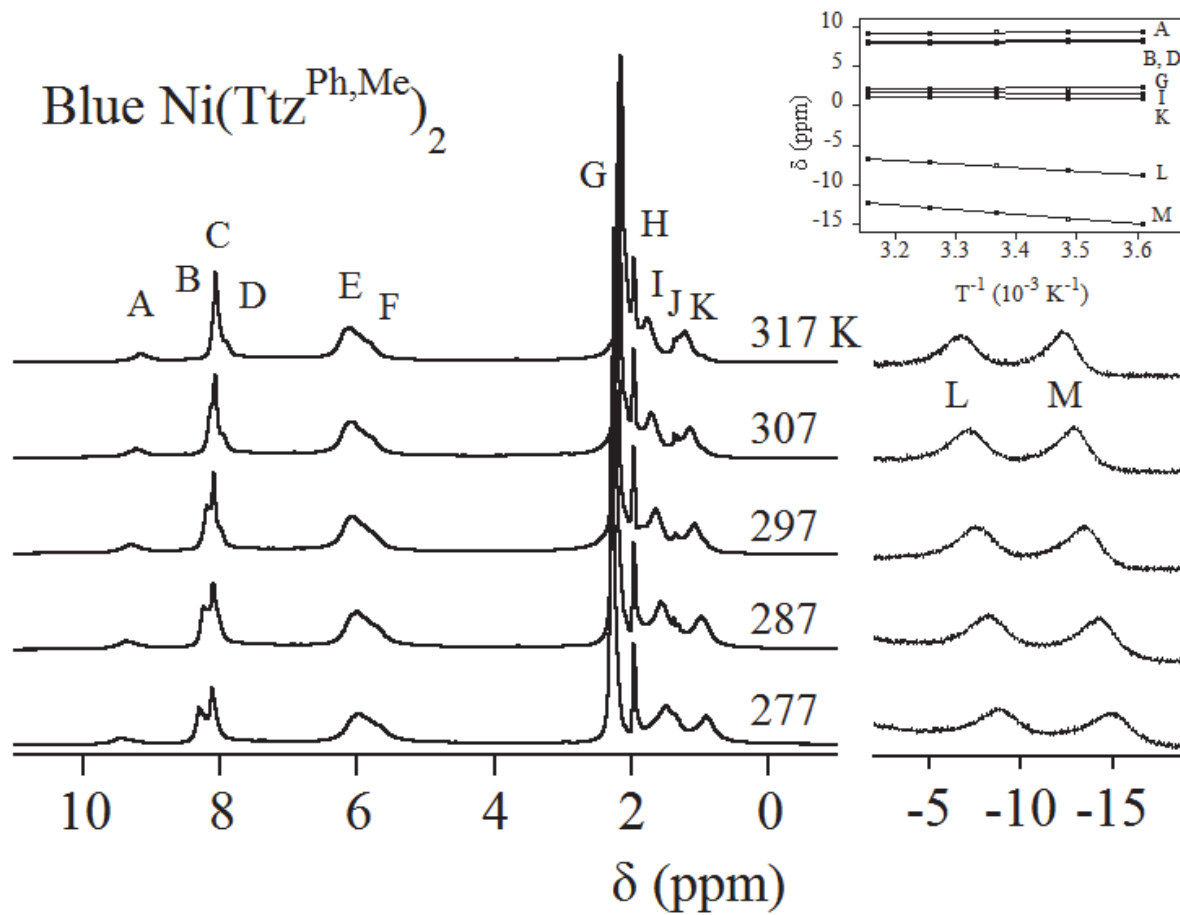 Blue Ni(Ttz^Ph,Me)_2
A
B
C
D
E
F
G
H
I
J
K
317 K
307
297
287
277
10
8
6
4
2
0
δ (ppm)
10
5
0
-5
-10
-15
δ (ppm)
A
B, D
G
I
K
L
M
3.2
3.3
3.4
3.5
3.6
T^-1 (10^-3 K^-1)
L
M
-5
-10
-15